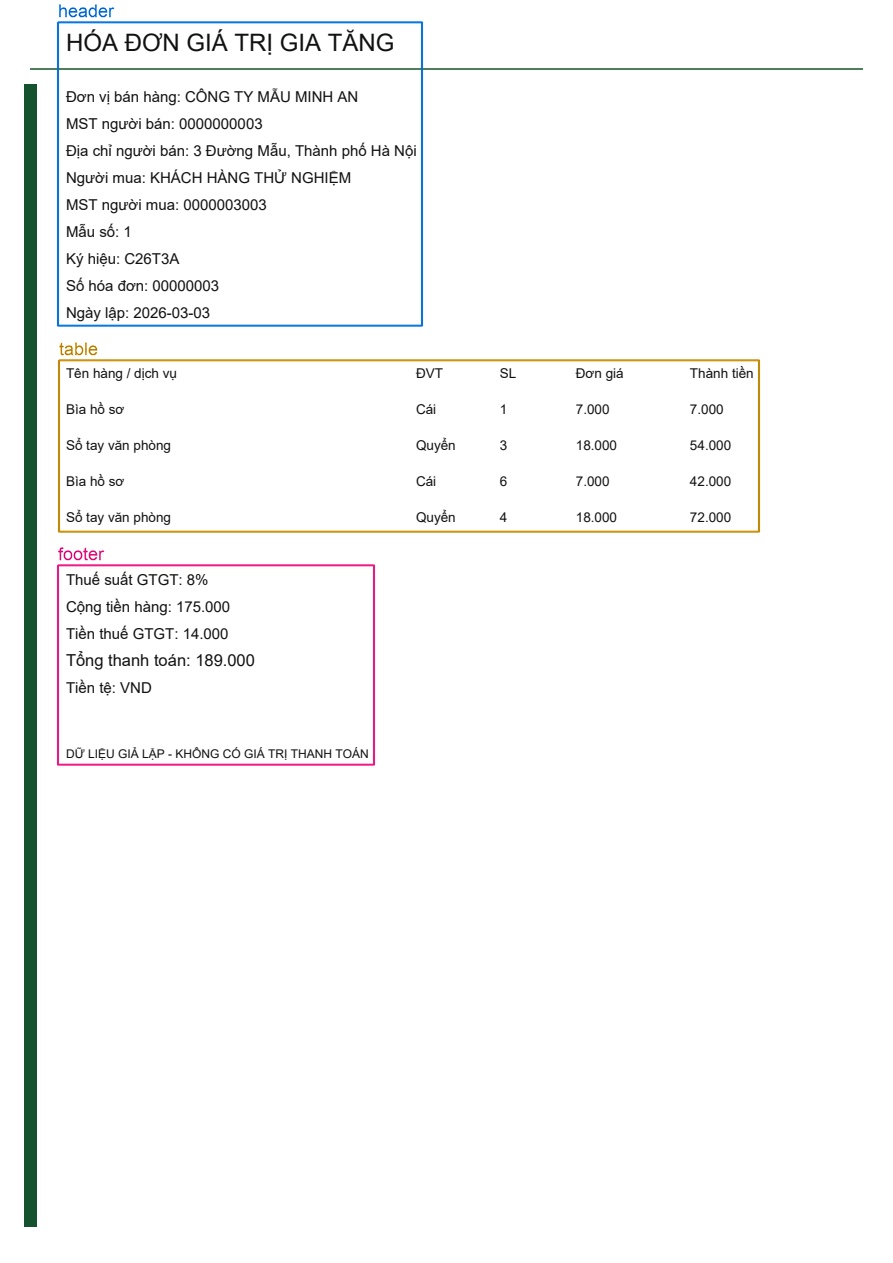 header
HÓA ĐƠN GIÁ TRỊ GIA TĂNG
Đơn vị bán hàng: CÔNG TY MẪU MINH AN
MST người bán: 0000000003
Địa chỉ người bán: 3 Đường Mẫu, Thành phố Hà Nội
Người mua: KHÁCH HÀNG THỬ NGHIỆM
MST người mua: 0000003003
Mẫu số: 1
Ký hiệu: C26T3A
Số hóa đơn: 00000003
Ngày lập: 2026-03-03
table
Tên hàng / dịch vụ ĐVT SL Đơn giá Thành tiền
Bìa hồ sơ Cái 1 7.000 7.000
Sổ tay văn phòng Quyển 3 18.000 54.000
Bìa hồ sơ Cái 6 7.000 42.000
Sổ tay văn phòng Quyển 4 18.000 72.000
footer
Thuế suất GTGT: 8%
Cộng tiền hàng: 175.000
Tiền thuế GTGT: 14.000
Tổng thanh toán: 189.000
Tiền tệ: VND
DỮ LIỆU GIẢ LẬP - KHÔNG CÓ GIÁ TRỊ THANH TOÁN